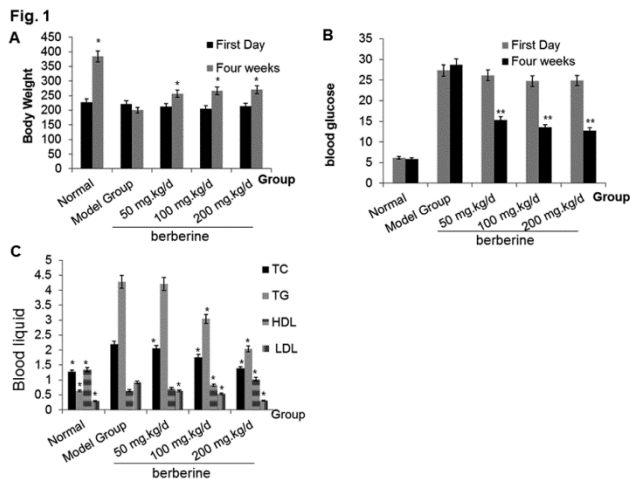 Fig. 1
A
First Day
Four weeks
Body Weight
450
400
350
300
250
200
150
100
50
0
*
*
*
*
Normal
Model Group
50 mg.kg/d
100 mg.kg/d
200 mg.kg/d
Group
berberine
B
First Day
Four weeks
blood glucose
35
30
25
20
15
10
5
0
**
**
**
Normal
Model Group
50 mg.kg/d
100 mg.kg/d
200 mg.kg/d
Group
berberine
C
TC
TG
HDL
LDL
Blood liquid
5
4.5
4
3.5
3
2.5
2
1.5
1
0.5
0
* * * *
* *
* * * *
* * * *
Normal
Model Group
50 mg.kg/d
100 mg.kg/d
200 mg.kg/d
Group
berberine